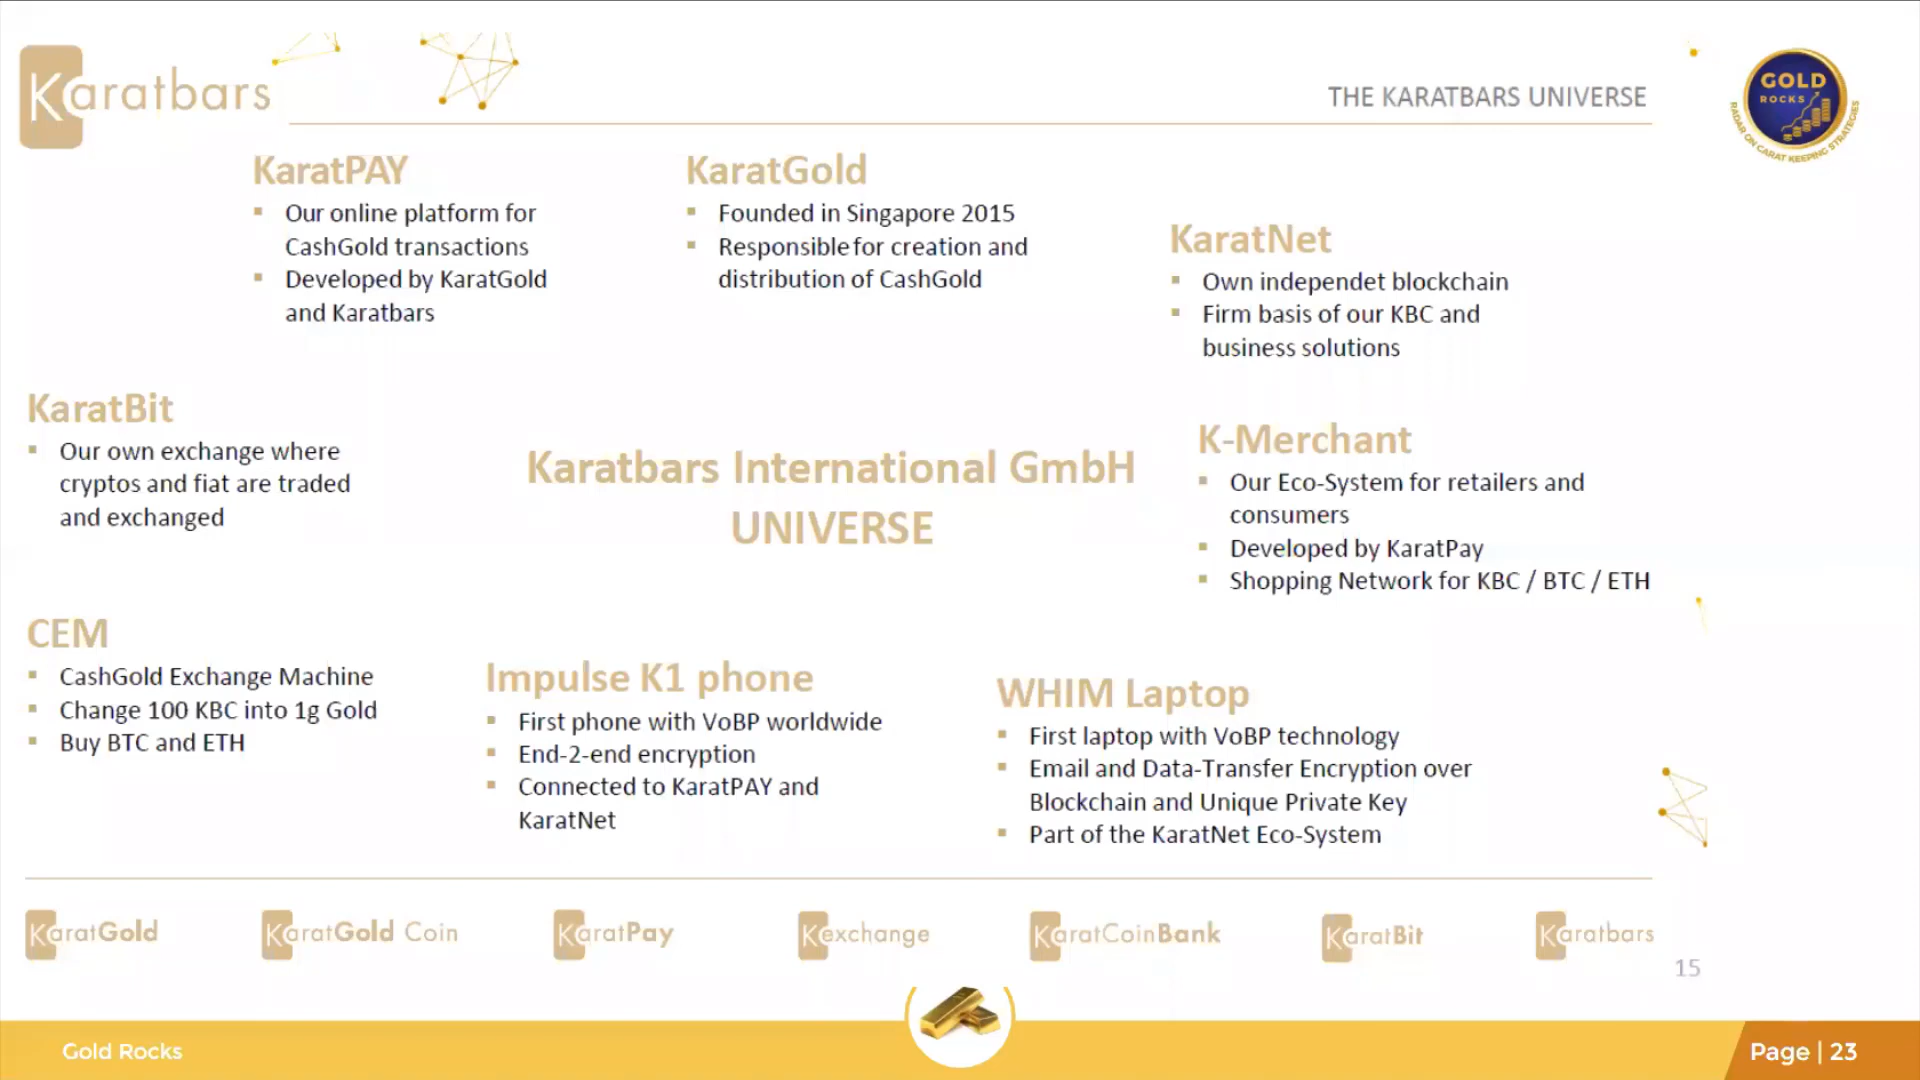 Karatbars
THE KARATBARS UNIVERSE
GOLD
ROCKS
RADAR ON CARAT KEEPING STRATEGIES
KaratPAY
Our online platform for
CashGold transactions
Developed by KaratGold
and Karatbars
KaratGold
Founded in Singapore 2015
Responsible for creation and
distribution of CashGold
KaratNet
Own independet blockchain
Firm basis of our KBC and
business solutions
KaratBit
Our own exchange where
cryptos and fiat are traded
and exchanged
Karatbars International GmbH
UNIVERSE
K-Merchant
Our Eco-System for retailers and
consumers
Developed by KaratPay
Shopping Network for KBC / BTC / ETH
CEM
CashGold Exchange Machine
Change 100 KBC into 1g Gold
Buy BTC and ETH
Impulse K1 phone
First phone with VoBP worldwide
End-2-end encryption
Connected to KaratPAY and
KaratNet
WHIM Laptop
First laptop with VoBP technology
Email and Data-Transfer Encryption over
Blockchain and Unique Private Key
Part of the KaratNet Eco-System
KaratGold
KaratGold Coin
KaratPay
Kexchange
KaratCoinBank
KaratBit
Karatbars
15
Gold Rocks
Page | 23